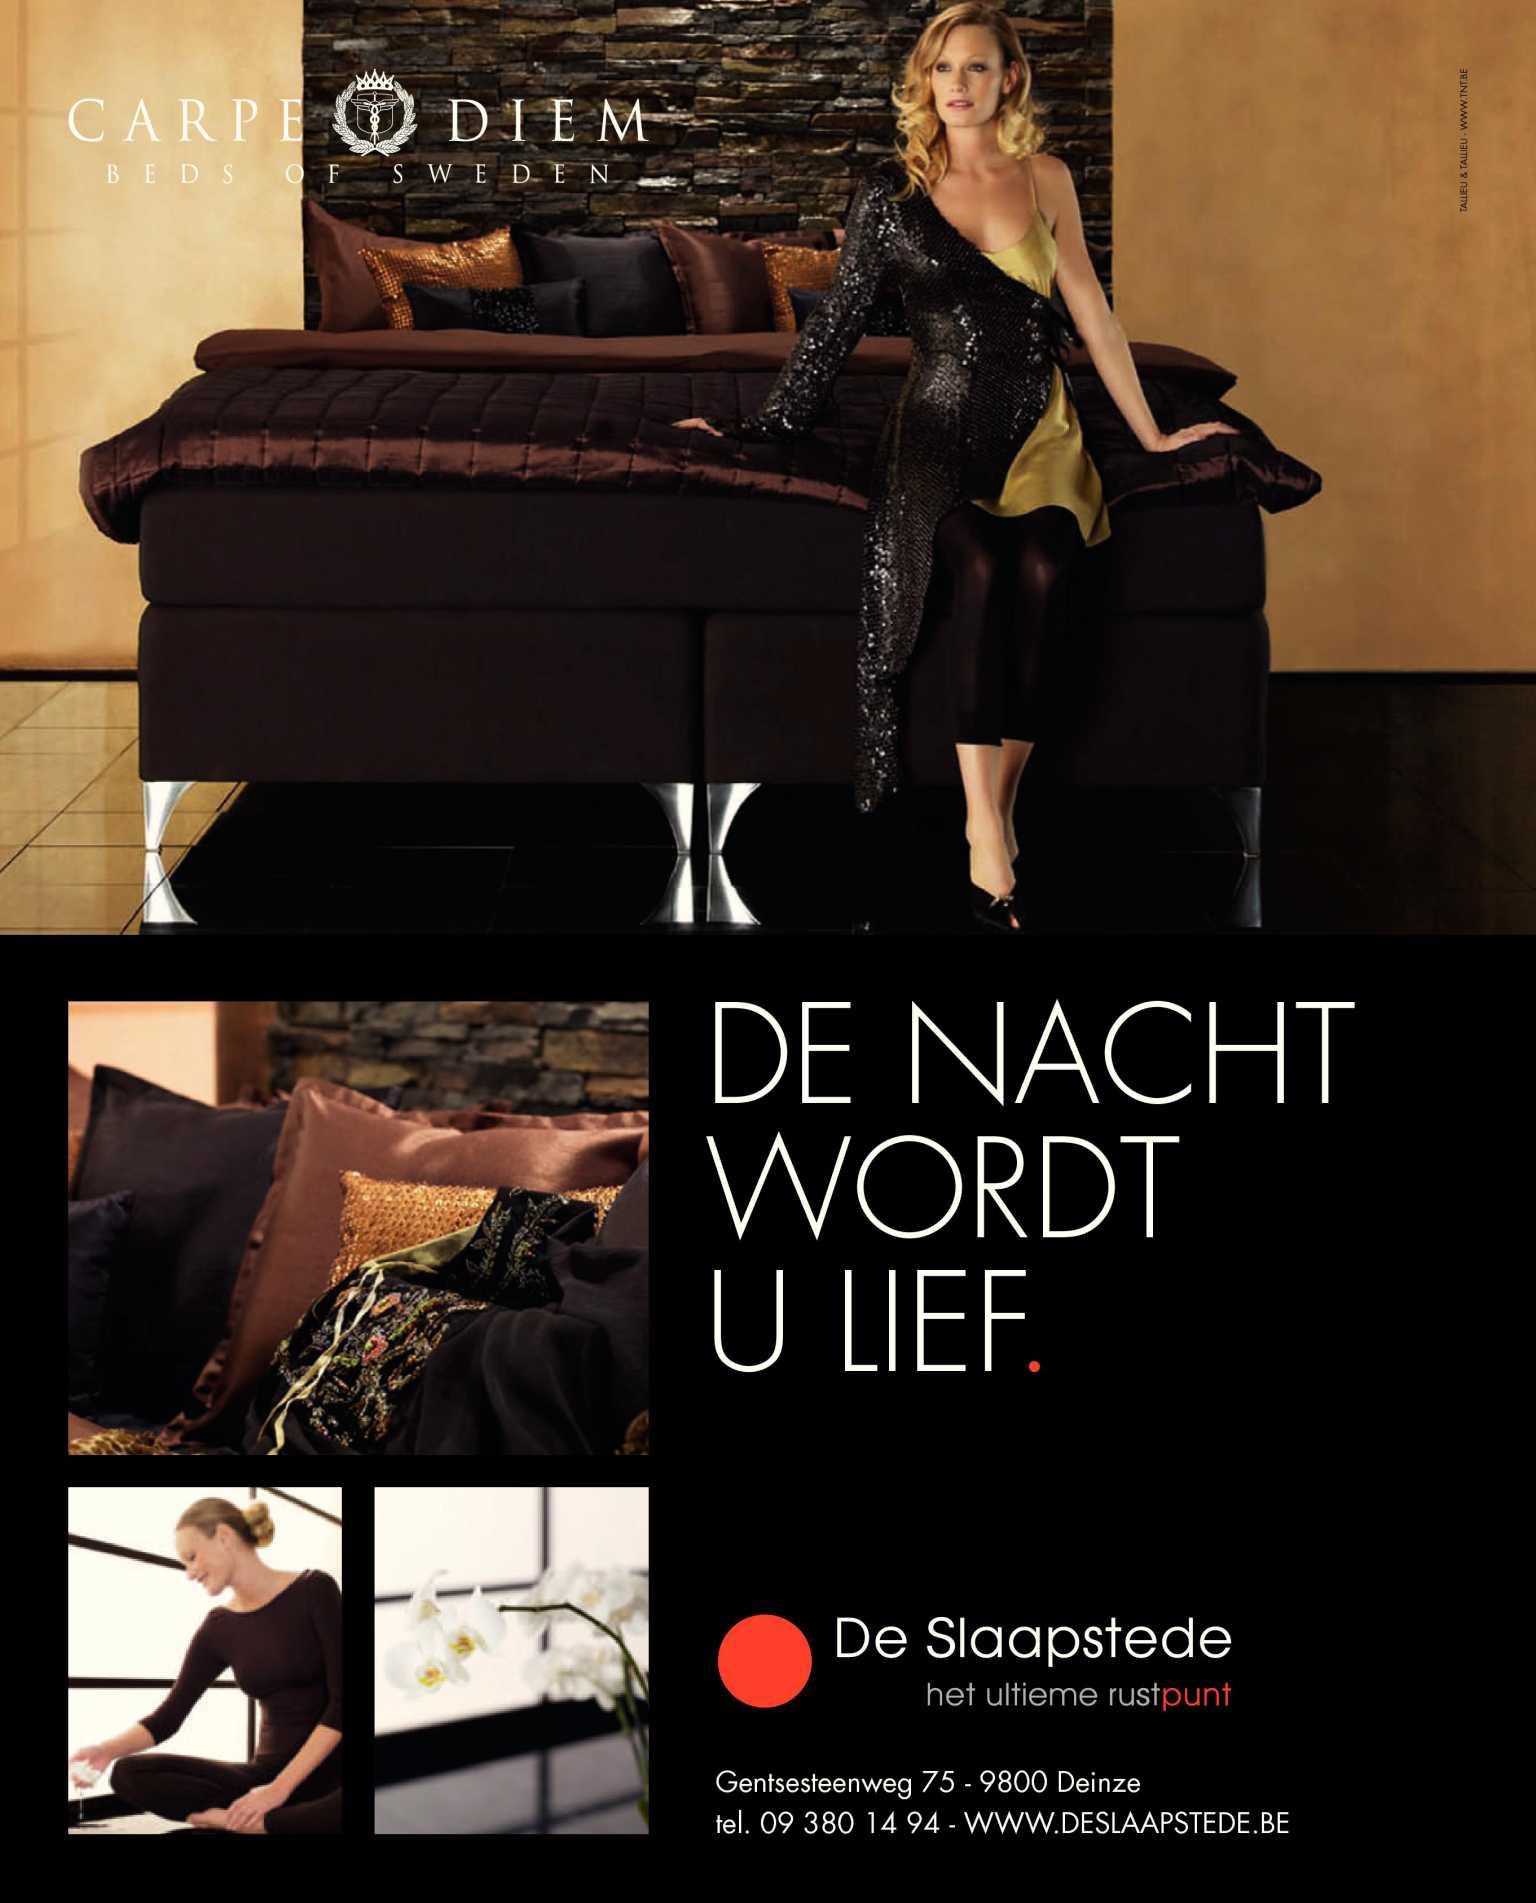 CARPE DIEM
BEDS OF SWEDEN
TALLIEU & TALLIEU - WWW.TNT.BE
DE NACHT
WORDT
U LIEF.
De Slaapstede
het ultieme rustpunt
Gentsesteenweg 75 - 9800 Deinze
tel. 09 380 14 94 - WWW.DESLAAPSTEDE.BE